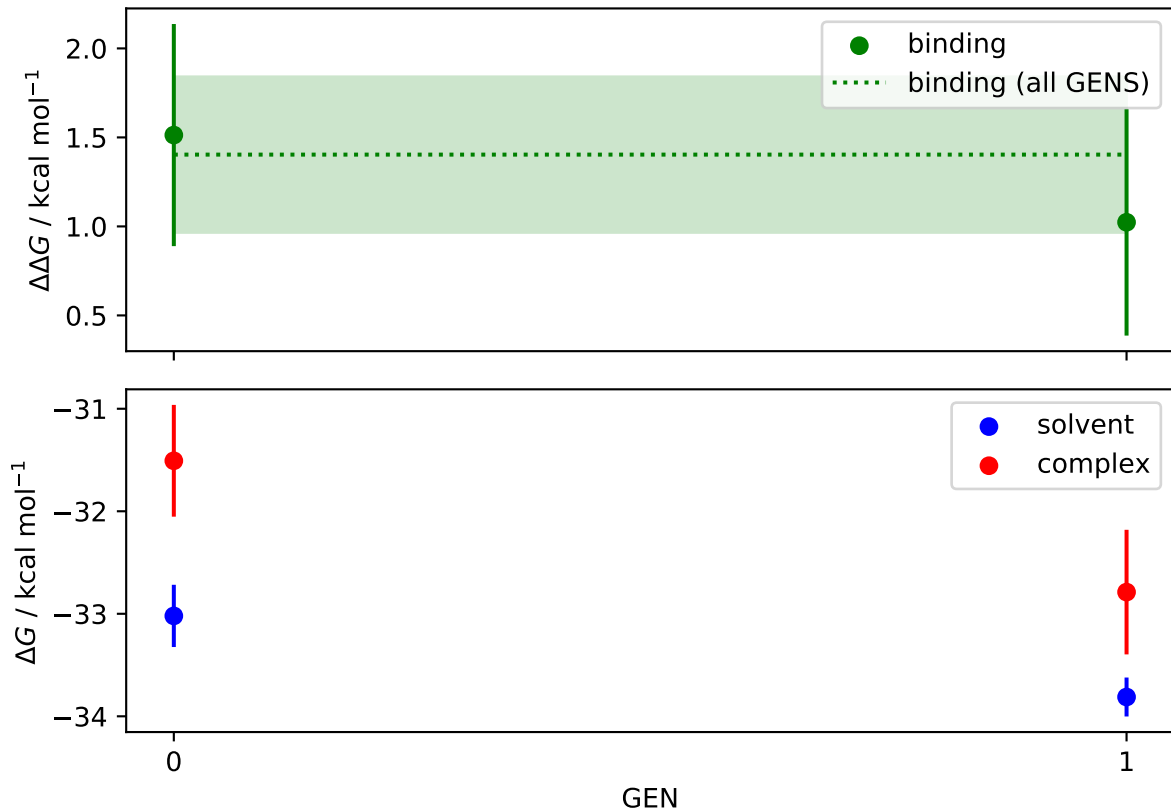 2.0
1.5
1.0
0.5
ΔΔG / kcal mol⁻¹
binding
binding (all GENS)
−31
−32
−33
−34
ΔG / kcal mol⁻¹
solvent
complex
0 1
GEN